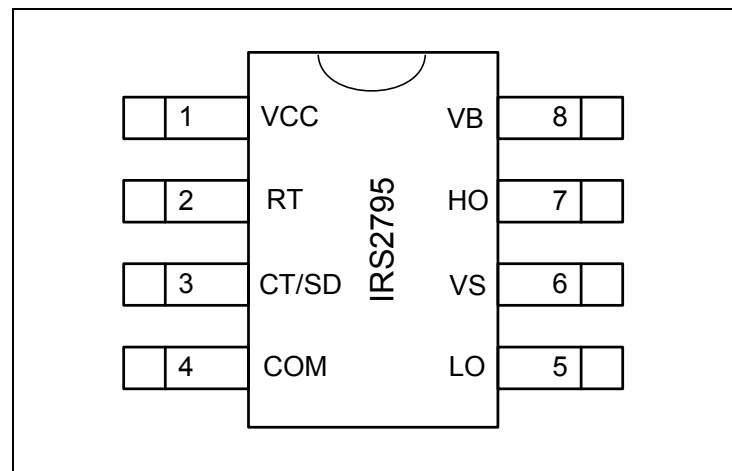 1 VCC VB 8
2 RT HO 7
3 CT/SD VS 6
4 COM LO 5
IRS2795